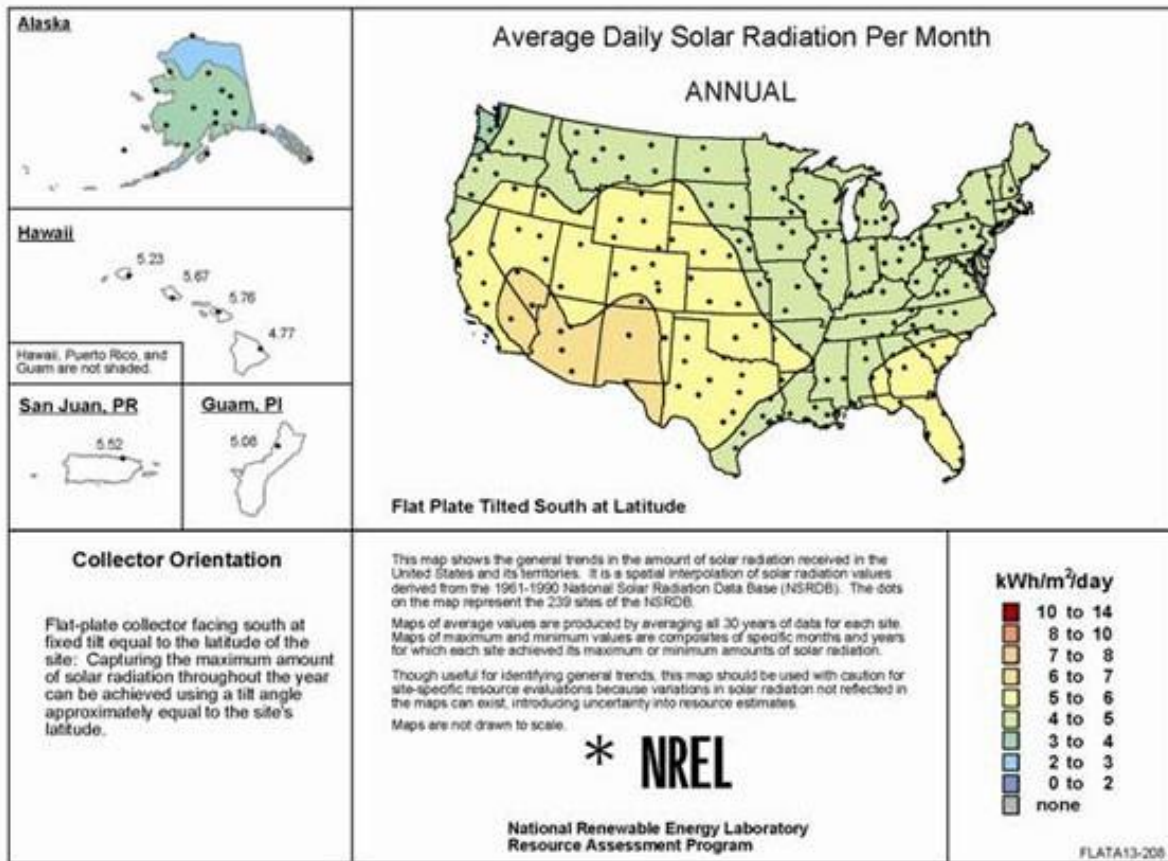 Alaska
Average Daily Solar Radiation Per Month
ANNUAL
Hawaii
5.23
5.67
5.76
4.77
Hawaii, Puerto Rico, and
Guam are not shaded.
San Juan, PR
5.52
Guam, PI
5.08
Flat Plate Tilted South at Latitude
Collector Orientation
Flat-plate collector facing south at
fixed tilt equal to the latitude of the
site: Capturing the maximum amount
of solar radiation throughout the year
can be achieved using a tilt angle
approximately equal to the site's
latitude.
This map shows the general trends in the amount of solar radiation received in the
United States and its territories. It is a spatial interpolation of solar radiation values
derived from the 1961-1990 National Solar Radiation Data Base (NSRDB). The dots
on the map represent the 239 sites of the NSRDB.
Maps of average values are produced by averaging all 30 years of data for each site.
Maps of maximum and minimum values are composites of specific months and years
for which each site achieved its maximum or minimum amounts of solar radiation.
Though useful for identifying general trends, this map should be used with caution for
site-specific resource evaluations because variations in solar radiation not reflected in
the maps can exist, introducing uncertainty into resource estimates.
Maps are not drawn to scale.
* NREL
National Renewable Energy Laboratory
Resource Assessment Program
kWh/m²/day
10 to 14
8 to 10
7 to 8
6 to 7
5 to 6
4 to 5
3 to 4
2 to 3
0 to 2
none
FLATA13-208